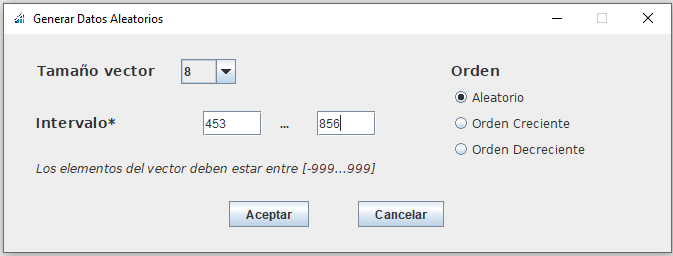 Generar Datos Aleatorios
Tamaño vector 8
Orden
Aleatorio
Intervalo* 453 ... 856
Orden Creciente
Orden Decreciente
Los elementos del vector deben estar entre [-999...999]
Aceptar Cancelar